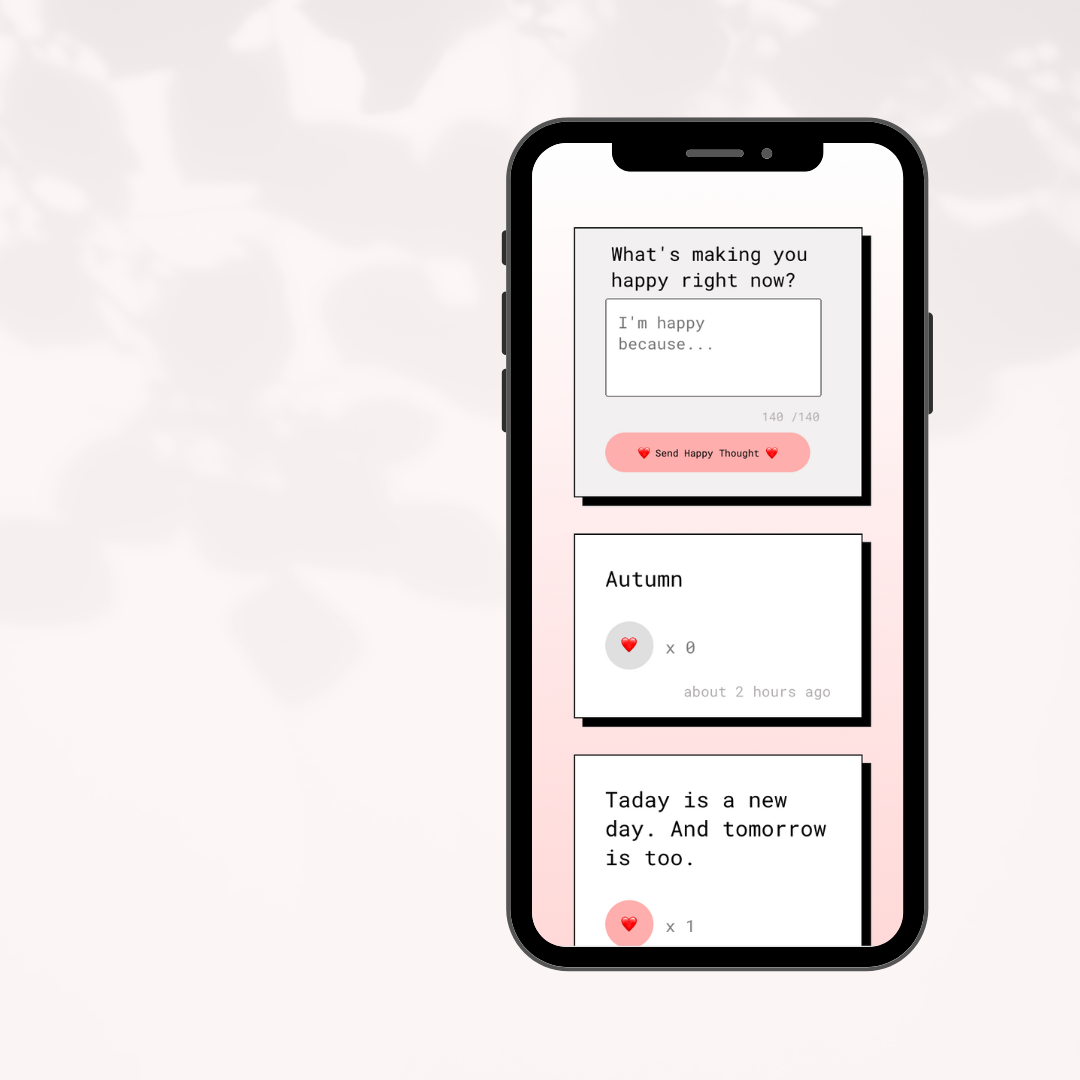 What's making you
happy right now?
I'm happy
because...
140 /140
❤️ Send Happy Thought ❤️
Autumn
x 0
about 2 hours ago
Taday is a new
day. And tomorrow
is too.
x 1